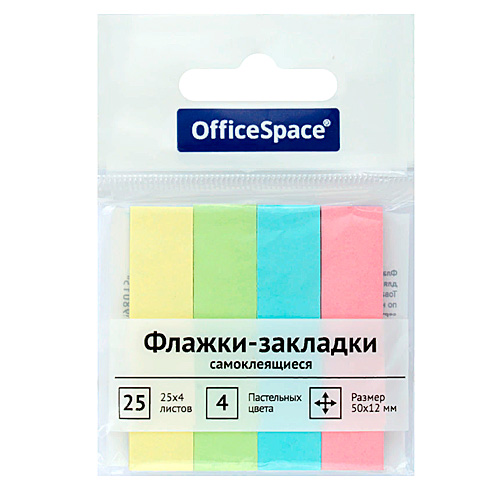 OfficeSpace®
Флажки-закладки
самоклеящиеся
25
25x4
листов
4
Пастельных
цвета
Размер
50x12 мм